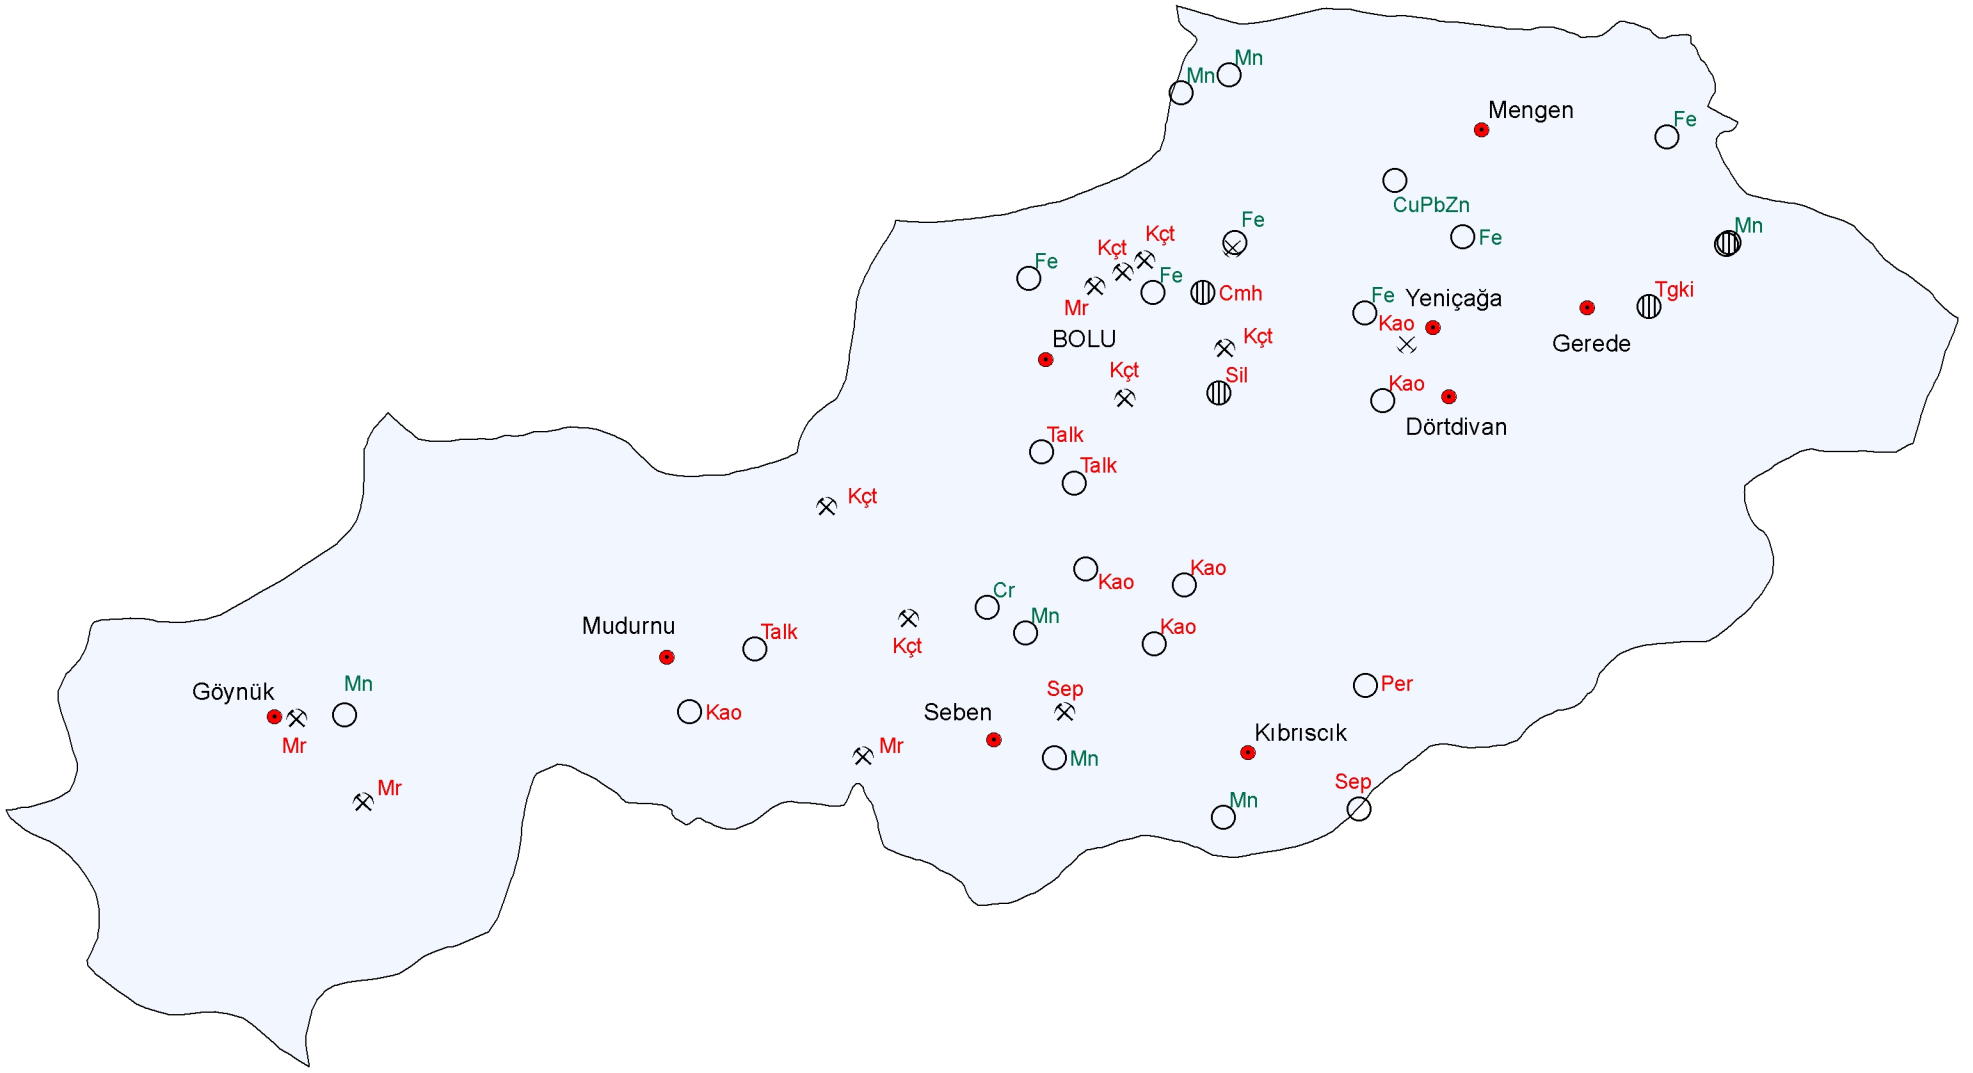 Mn
Mn
Mengen
Fe
CuPbZn
Fe
Mn
Kçt
Kçt
Fe
Fe
Fe
Cmh
Tgki
Mr
Fe
Yeniçağa
Kao
BOLU
Kçt
Gerede
Kçt
Sil
Kao
Dörtdivan
Talk
Talk
Kçt
Kao
Kao
Cr
Mn
Mudurnu
Talk
Kçt
Kao
Göynük
Mn
Sep
Per
Kao
Seben
Mr
Kıbrıscık
Mr
Mn
Mr
Sep
Mn